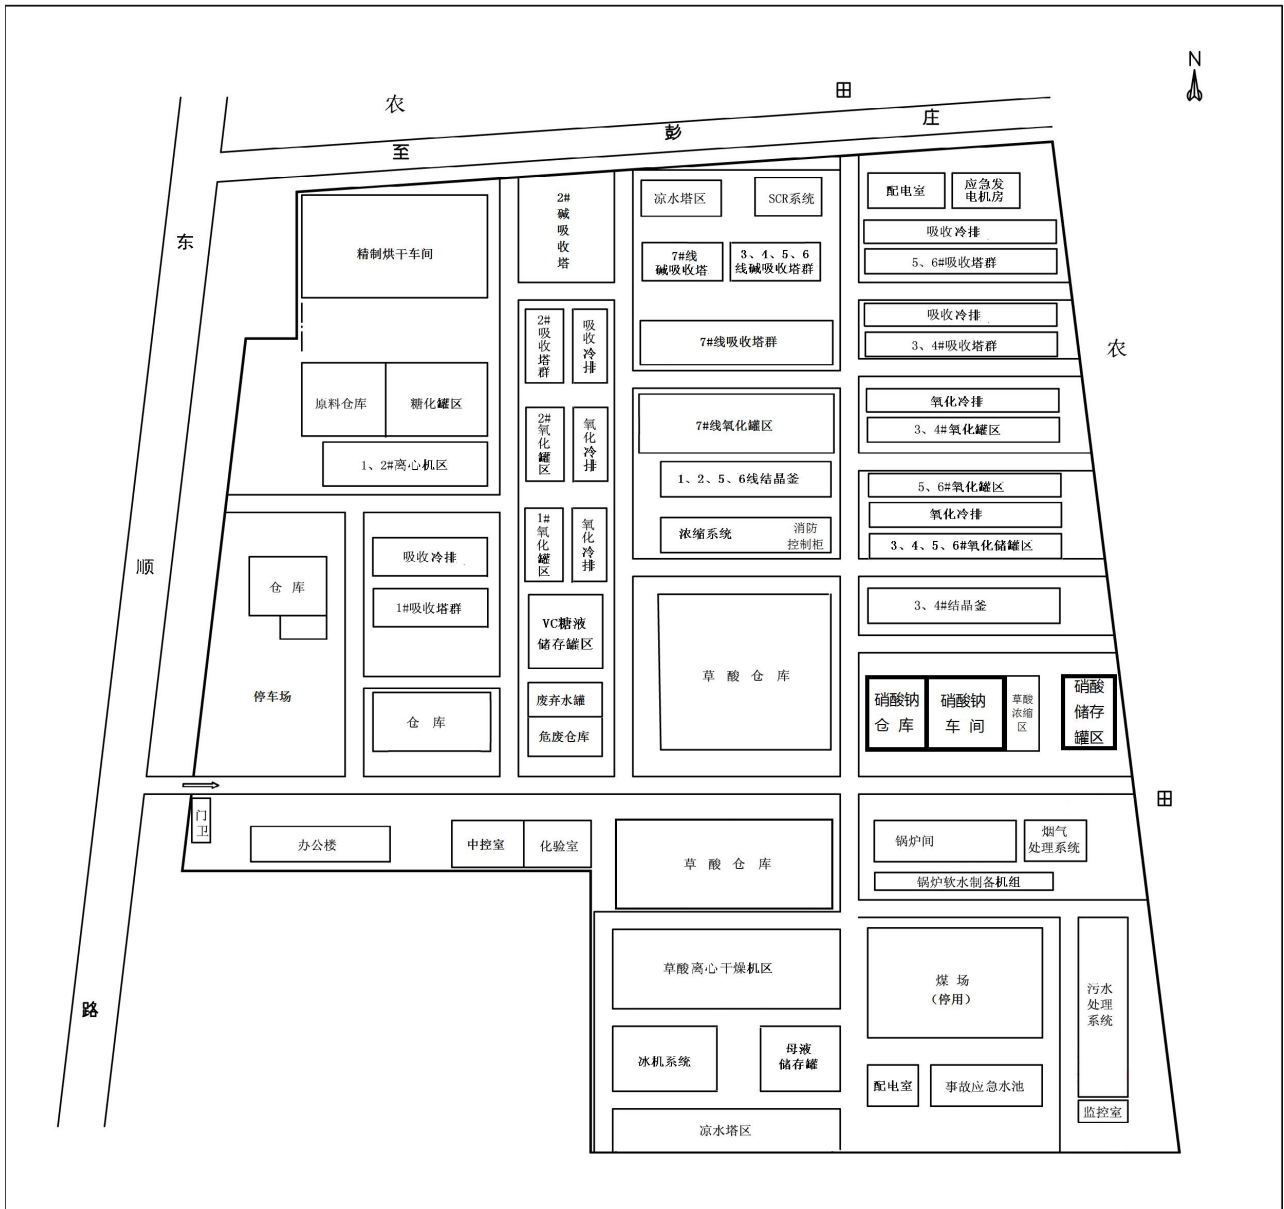 N
农
田
至
彭
庄
东
顺
路
农
田
精制烘干车间
2#
碱
吸
收
塔
凉水塔区
SCR系统
7#线
碱吸收塔
3、4、5、6
线碱吸收塔群
7#线吸收塔群
配电室
应急发
电机房
吸收冷排
5、6#吸收塔群
吸收冷排
3、4#吸收塔群
2#
吸
收
塔
群
吸
收
冷
排
原料仓库
糖化罐区
1、2#离心机区
2#
氧
化
罐
区
氧
化
冷
排
7#线氧化罐区
1、2、5、6线结晶釜
浓缩系统
消防
控制柜
氧化冷排
3、4#氧化罐区
5、6#氧化罐区
氧化冷排
3、4、5、6#氧化储罐区
1#
氧
化
罐
区
氧
化
冷
排
仓 库
停车场
吸收冷排
1#吸收塔群
仓 库
VC糖液
储存罐区
废弃水罐
危废仓库
草 酸 仓 库
3、4#结晶釜
硝酸钠
仓 库
硝酸钠
车 间
草酸
浓缩
区
硝酸
储存
罐区
门
卫
办公楼
中控室
化验室
草 酸 仓 库
锅炉间
烟气
处理系统
锅炉软水制备机组
草酸离心干燥机区
煤 场
(停用)
污水
处理
系统
冰机系统
母液
储存罐
配电室
事故应急水池
监控室
凉水塔区